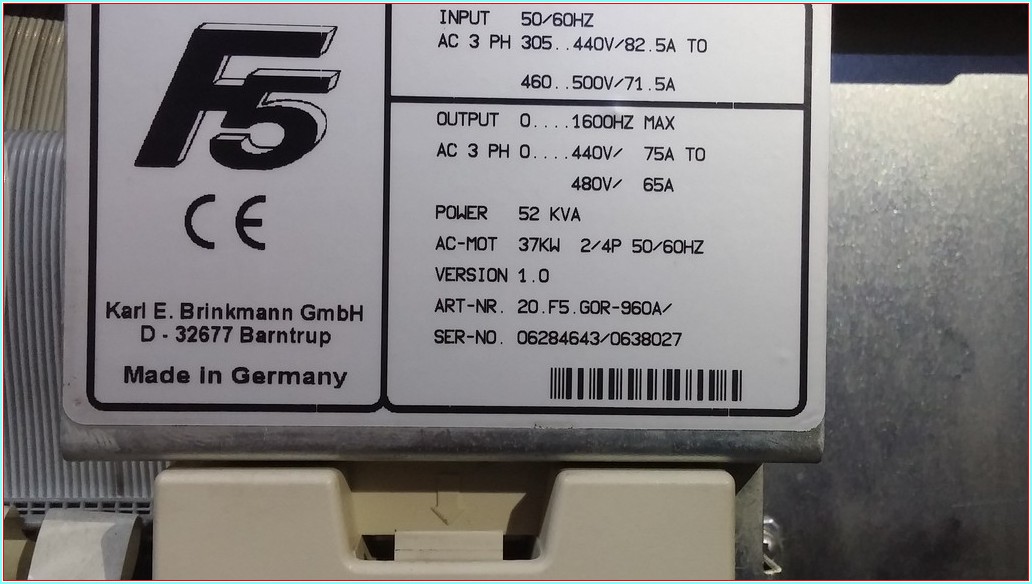 F5
CE
Karl E. Brinkmann GmbH
D - 32677 Barntrup
Made in Germany
INPUT 50/60HZ
AC 3 PH 305..440V/82.5A TO
460..500V/71.5A
OUTPUT 0....1600HZ MAX
AC 3 PH 0....440V/ 75A TO
480V/ 65A
POWER 52 KVA
AC-MOT 37KW 2/4P 50/60HZ
VERSION 1.0
ART-NR. 20.F5.G0R-960A/
SER-NO. 06284643/0638027